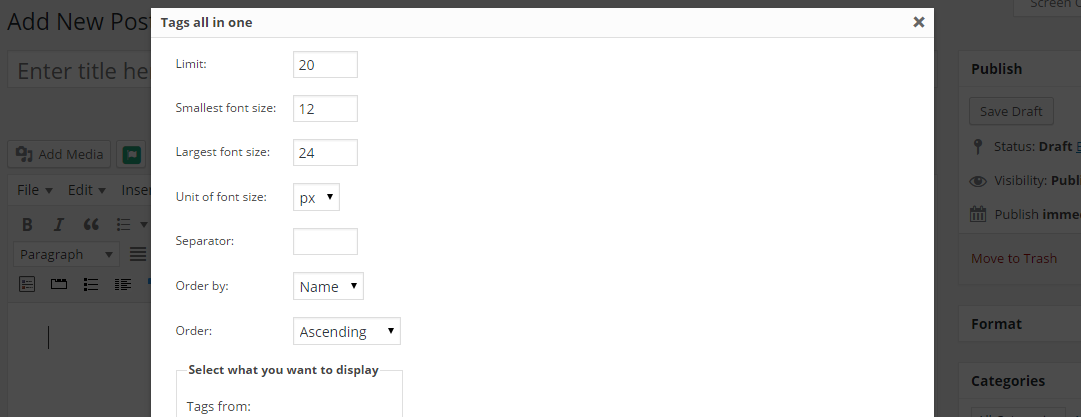 Add New Pos
Tags all in one
Screen
Limit: 20
Enter title he
Smallest font size: 12
Publish
Largest font size: 24
Save Draft
Add Media
Status: Draft
Unit of font size: px
File Edit Inser
Visibility: Publ
Separator:
Publish imme
B I
Paragraph
Order by: Name
Move to Trash
Order: Ascending
Format
Select what you want to display
Categories
Tags from: